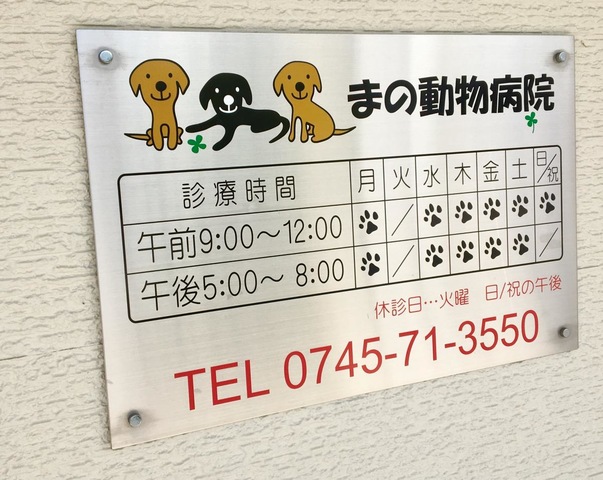 まの動物病院
診療時間 月 火 水 木 金 土 日/祝
午前9:00〜12:00 /
午後5:00〜8:00 / /
休診日…火曜 日/祝の午後
TEL 0745-71-3550